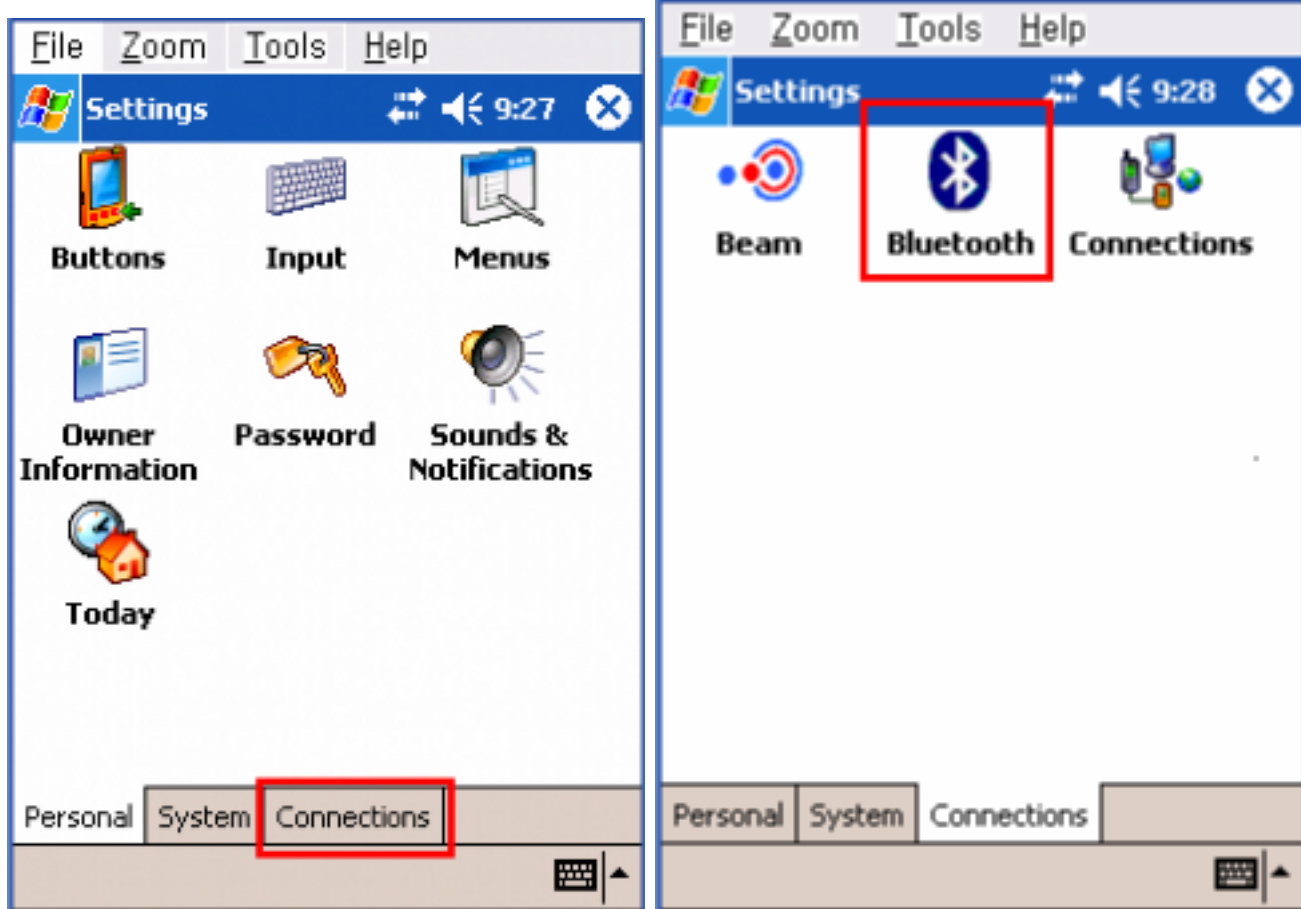 File Zoom Tools Help
Settings 9:27
Buttons Input Menus
Owner Information Password Sounds & Notifications
Today
Personal System Connections
File Zoom Tools Help
Settings 9:28
Beam Bluetooth Connections
Personal System Connections